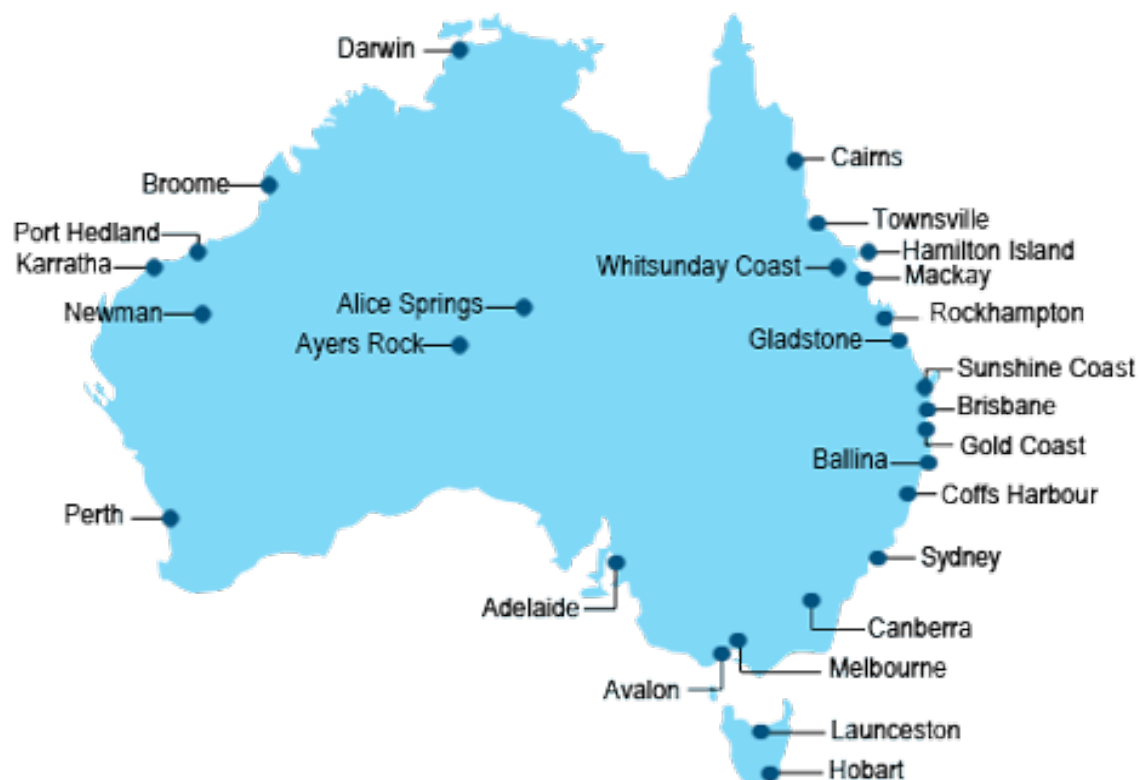 Darwin
Cairns
Broome
Townsville
Port Hedland
Hamilton Island
Karratha
Whitsunday Coast
Mackay
Alice Springs
Newman
Rockhampton
Ayers Rock
Gladstone
Sunshine Coast
Brisbane
Gold Coast
Ballina
Coffs Harbour
Perth
Sydney
Adelaide
Canberra
Melbourne
Avalon
Launceston
Hobart